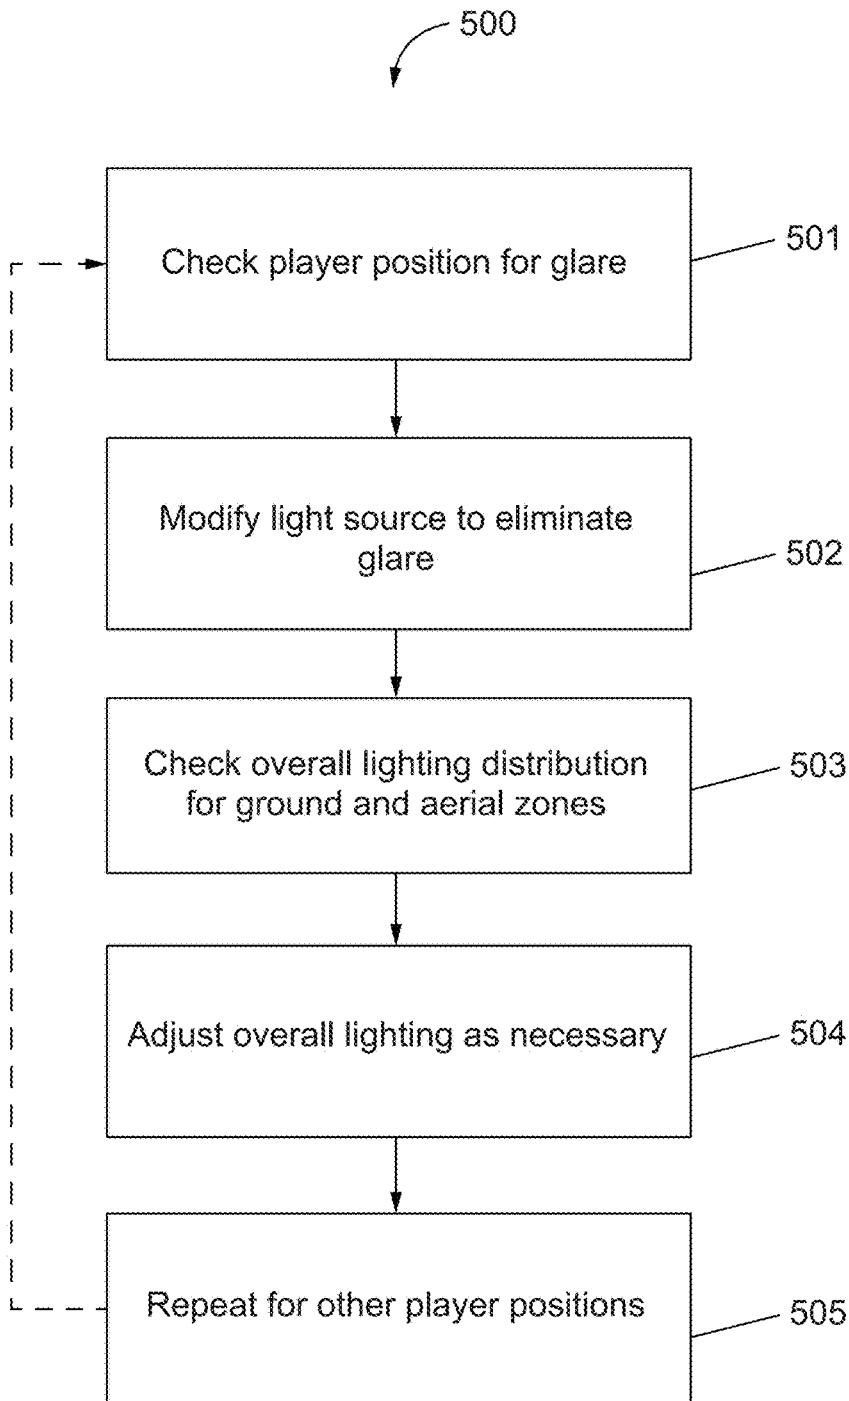 500
Check player position for glare
501
Modify light source to eliminate
glare
502
Check overall lighting distribution
for ground and aerial zones
503
Adjust overall lighting as necessary
504
Repeat for other player positions
505